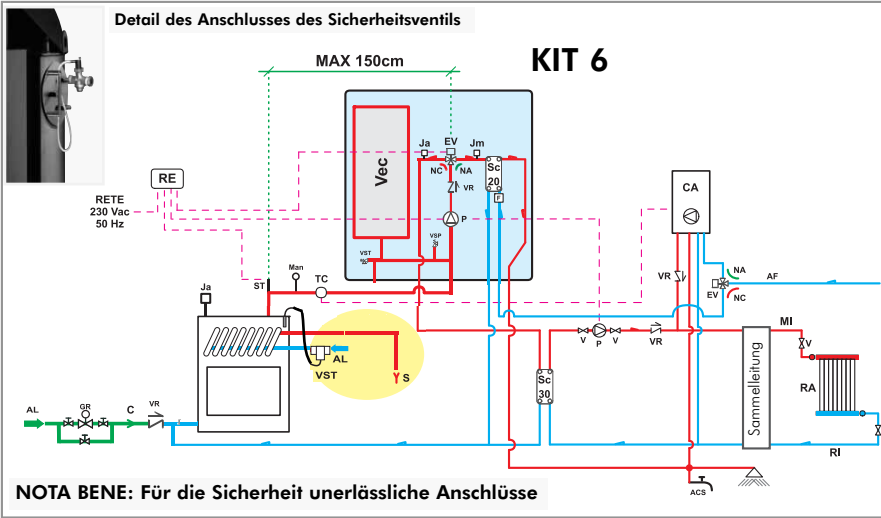 Detail des Anschlusses des Sicherheitsventils
KIT 6
MAX 150cm
Ja
EV
Jm
Vec
NC
NA
Sc
20
F
VR
RE
RETE
230 Vac
50 Hz
P
VSP
VST
CA
ST
Man
TC
Ja
VR
NA
EV
NC
AF
MI
V
P
V
VR
V
AL
VST
S
Sc
30
Sammelleitung
RA
AL
GR
C
VR
RI
ACS
NOTA BENE: Für die Sicherheit unerlässliche Anschlüsse